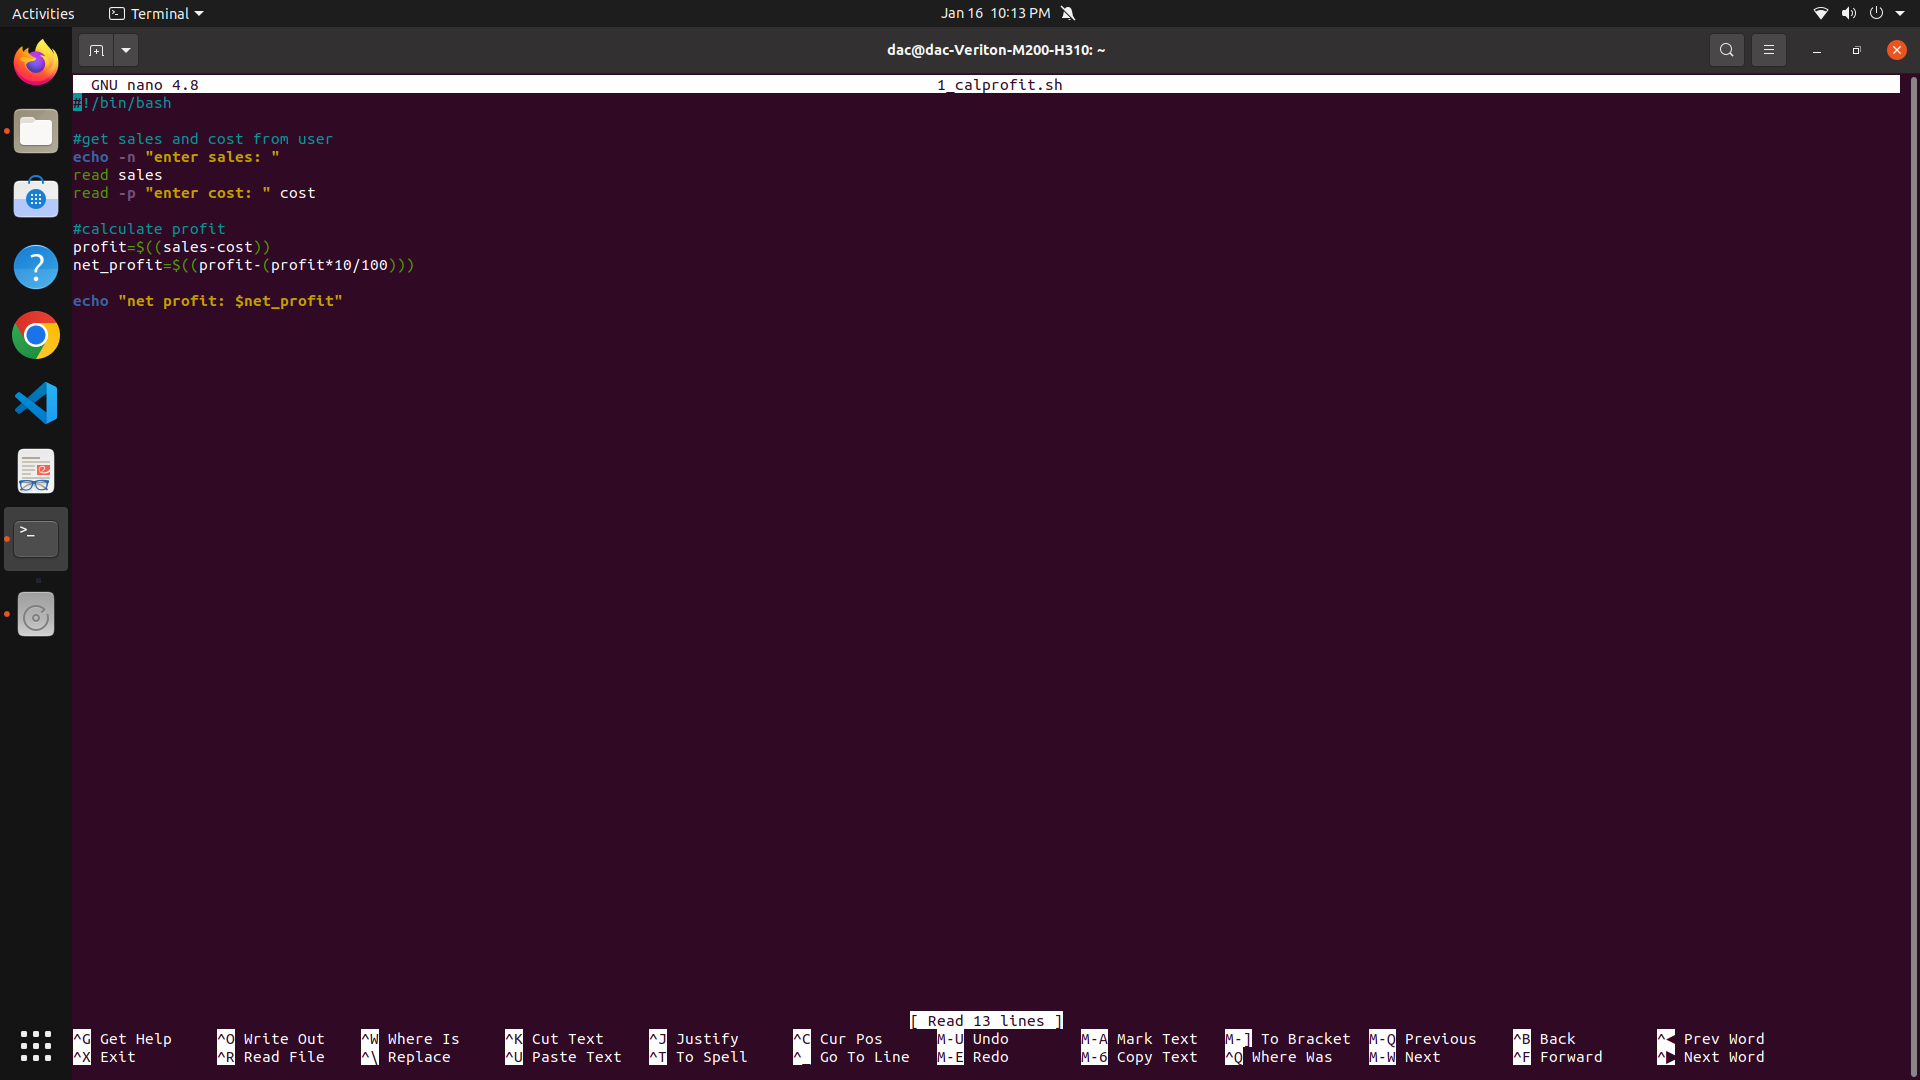 Activities Terminal Jan 16 10:13 PM
dac@dac-Veriton-M200-H310: ~
GNU nano 4.8 1_calprofit.sh
#!/bin/bash
#get sales and cost from user
echo -n "enter sales: "
read sales
read -p "enter cost: " cost
#calculate profit
profit=$((sales-cost))
net_profit=$((profit-(profit*10/100)))
echo "net profit: $net_profit"
[ Read 13 lines ]
^G Get Help ^O Write Out ^W Where Is ^K Cut Text ^J Justify ^C Cur Pos M-U Undo M-A Mark Text M-] To Bracket M-Q Previous ^B Back ^◀ Prev Word
^X Exit ^R Read File ^\ Replace ^U Paste Text ^T To Spell ^_ Go To Line M-E Redo M-6 Copy Text ^Q Where Was M-W Next ^F Forward ^▶ Next Word